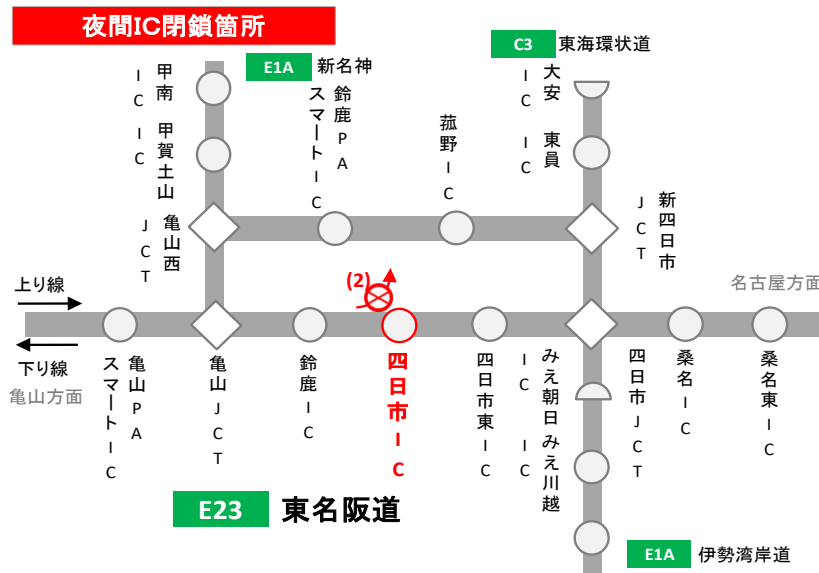 夜間IC閉鎖箇所
E1A 新名神
C3 東海環状道
甲南IC
甲賀土山IC
鈴鹿PAスマートIC
菰野IC
大安IC
東員IC
亀山西JCT
新四日市JCT
(2)
名古屋方面
上り線
下り線
亀山方面
亀山PAスマートIC
亀山JCT
鈴鹿IC
四日市IC
四日市東IC
みえ朝日IC
みえ川越IC
四日市JCT
桑名IC
桑名東IC
E23 東名阪道
E1A 伊勢湾岸道